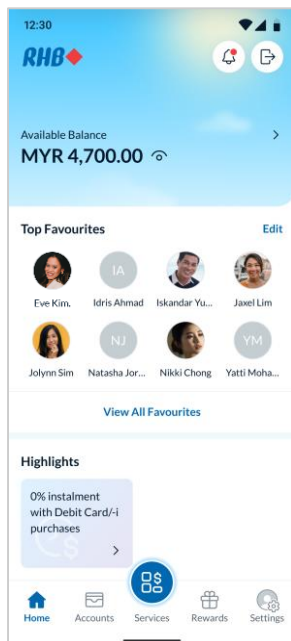 12:30
RHB
Available Balance
MYR 4,700.00
Top Favourites
Edit
IA
Eve Kim.
Idris Ahmad
Iskandar Yu...
Jaxel Lim
NJ
YM
Jolynn Sim
Natasha Jor...
Nikki Chong
Yatti Moha...
View All Favourites
Highlights
0% instalment
with Debit Card/-i
purchases
Home
Accounts
Services
Rewards
Settings